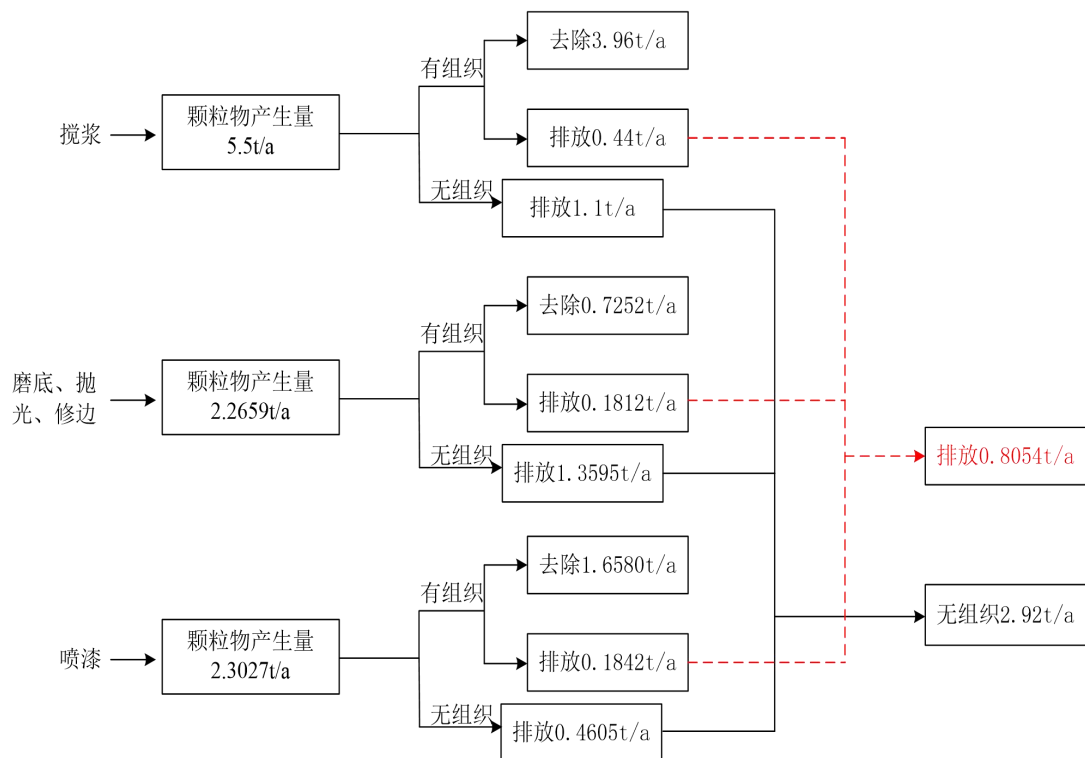 去除3.96t/a
有组织
搅浆
颗粒物产生量
5.5t/a
排放0.44t/a
无组织
排放1.1t/a
去除0.7252t/a
有组织
磨底、抛
光、修边
颗粒物产生量
2.2659t/a
排放0.1812t/a
无组织
排放1.3595t/a
排放0.8054t/a
去除1.6580t/a
有组织
无组织2.92t/a
喷漆
颗粒物产生量
2.3027t/a
排放0.1842t/a
无组织
排放0.4605t/a